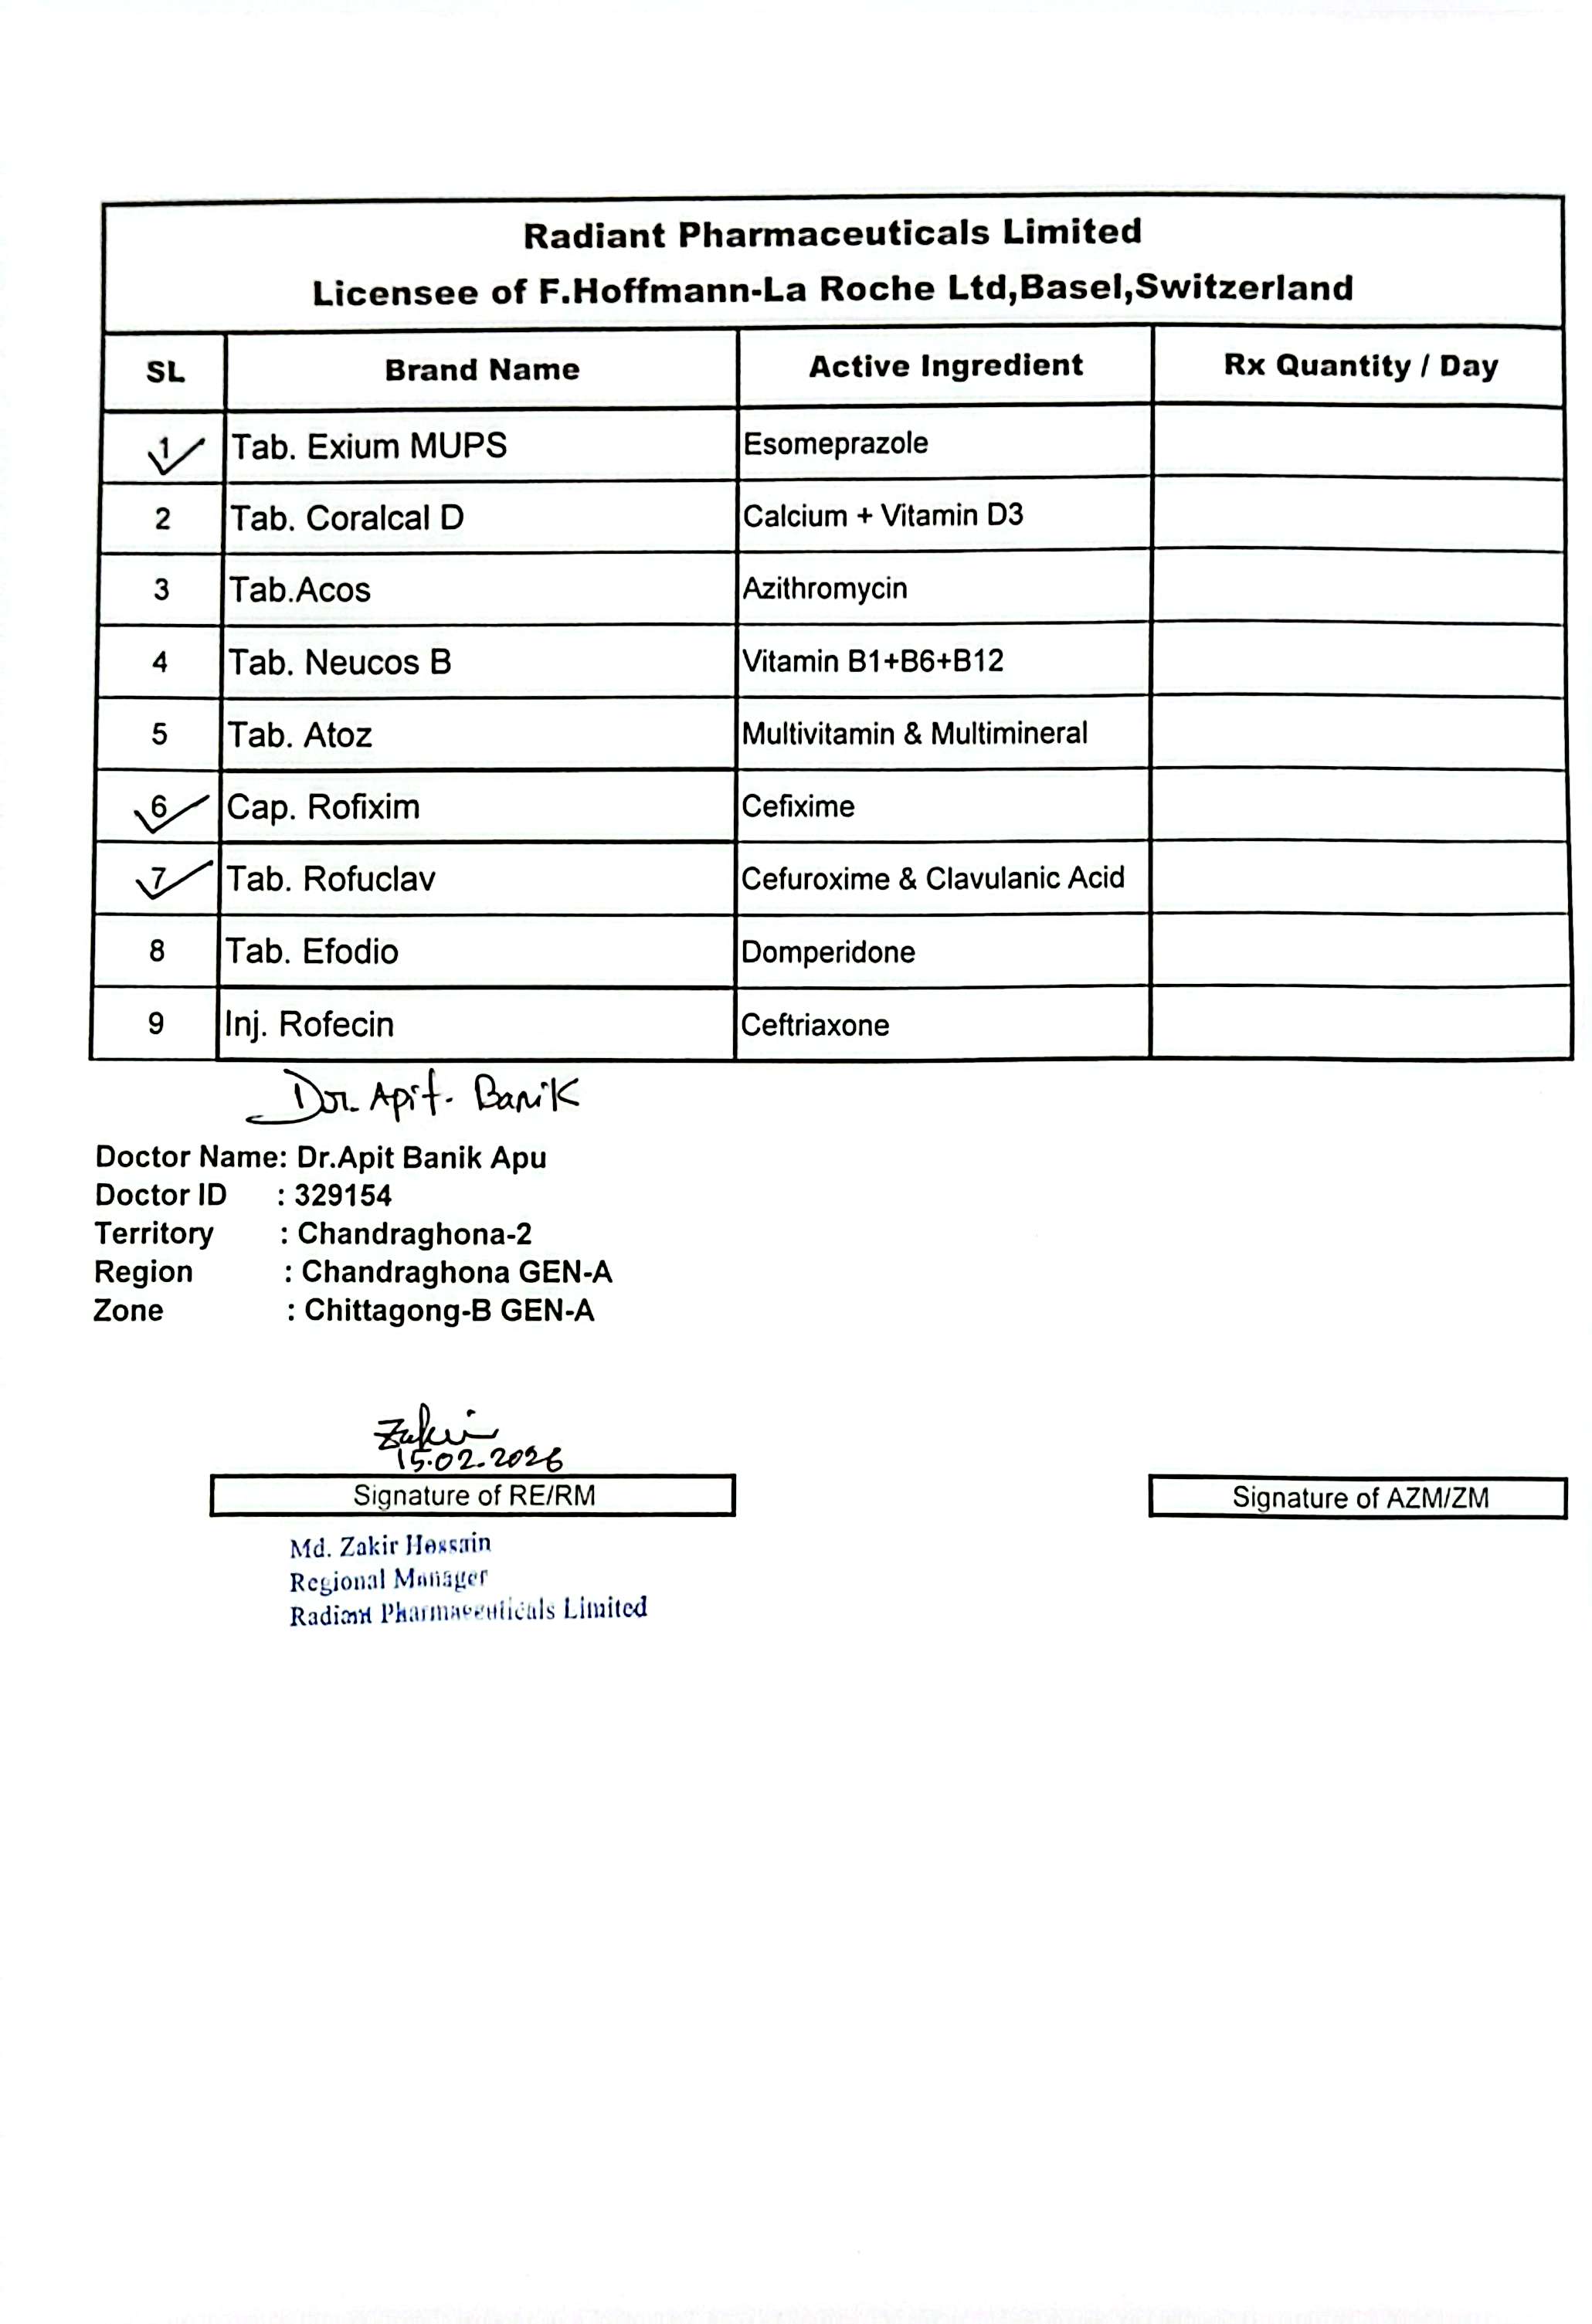 Radiant Pharmaceuticals Limited
Licensee of F.Hoffmann-La Roche Ltd,Basel,Switzerland
SL Brand Name Active Ingredient Rx Quantity / Day
1 Tab. Exium MUPS Esomeprazole
2 Tab. Coralcal D Calcium + Vitamin D3
3 Tab.Acos Azithromycin
4 Tab. Neucos B Vitamin B1+B6+B12
5 Tab. Atoz Multivitamin & Multimineral
6 Cap. Rofixim Cefixime
7 Tab. Rofuclav Cefuroxime & Clavulanic Acid
8 Tab. Efodio Domperidone
9 Inj. Rofecin Ceftriaxone
Dr. Apit. Banik
Doctor Name: Dr.Apit Banik Apu
Doctor ID : 329154
Territory : Chandraghona-2
Region : Chandraghona GEN-A
Zone : Chittagong-B GEN-A
Zakir
15.02.2026
Signature of RE/RM Signature of AZM/ZM
Md. Zakir Hossain
Regional Manager
Radiant Pharmaceuticals Limited